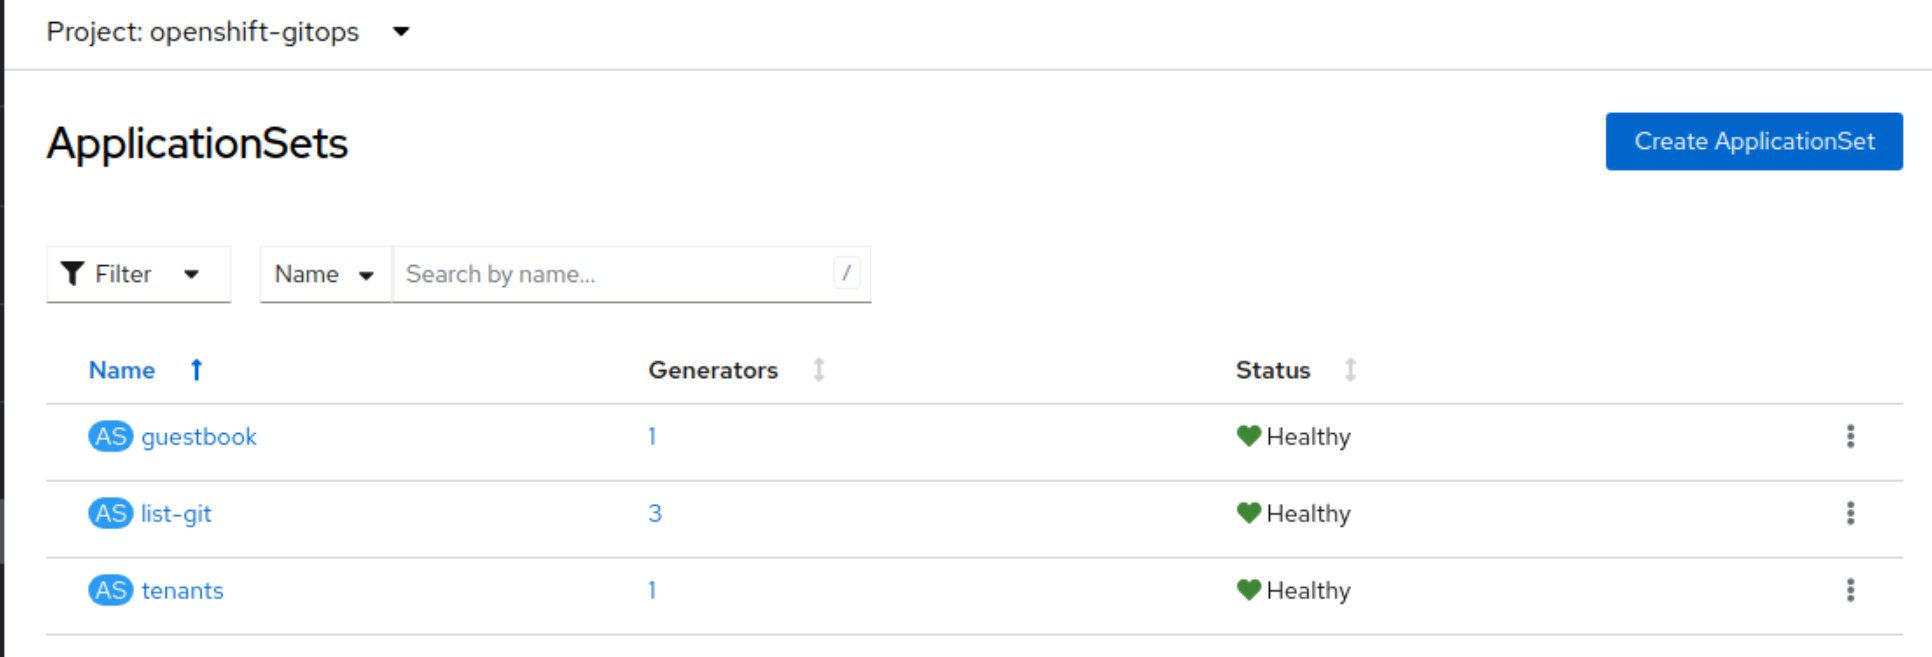 Project: openshift-gitops
ApplicationSets
Create ApplicationSet
Filter Name Search by name... /
Name Generators Status
AS guestbook 1 Healthy
AS list-git 3 Healthy
AS tenants 1 Healthy